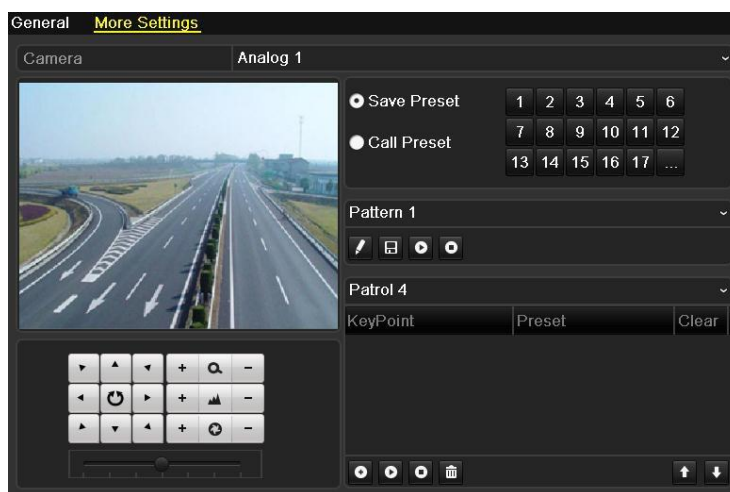 General More Settings
Camera Analog 1
Save Preset
1 2 3 4 5 6
Call Preset
7 8 9 10 11 12
13 14 15 16 17 ...
Pattern 1
Patrol 4
KeyPoint Preset Clear